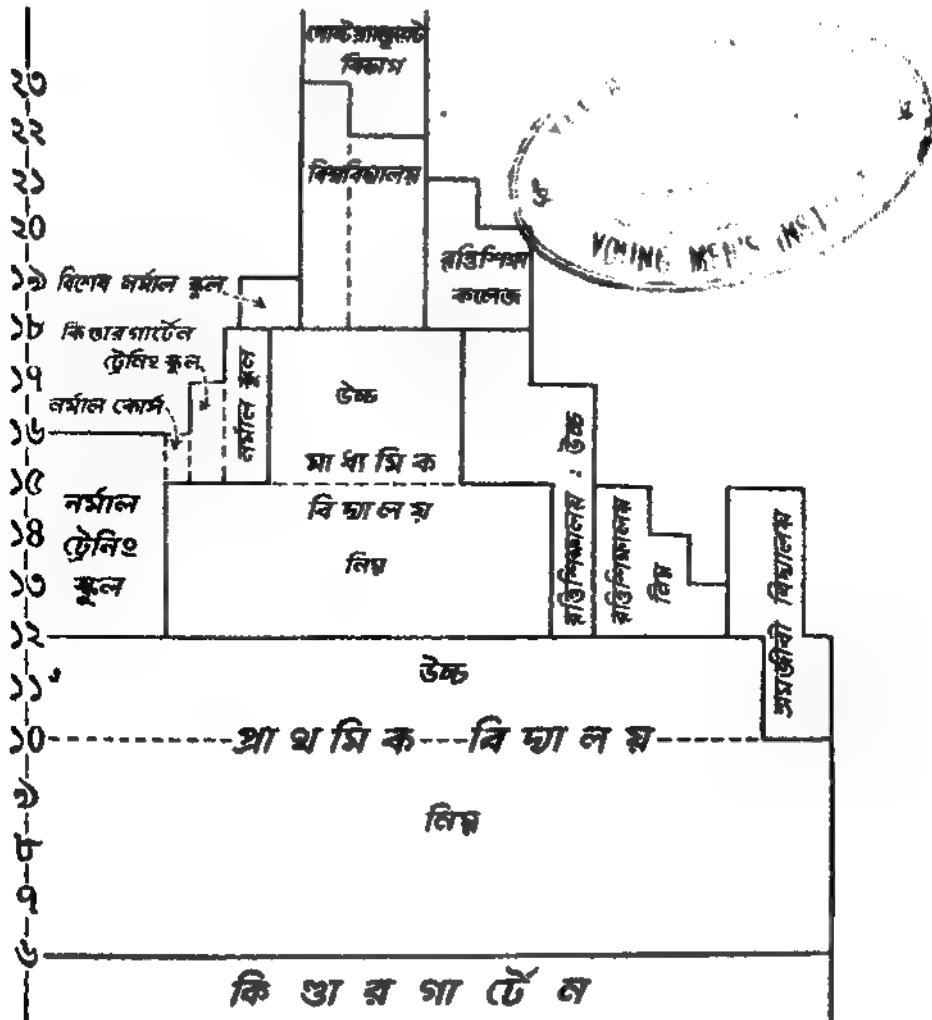 পোস্টগ্র্যাজুয়েট
বিভাগ
২৩
২২
২১
বিশ্ববিদ্যালয়
২০
বৃত্তিশিক্ষা
কলেজ
১৯
বিশেষ নর্মাল স্কুল
১৮
কিণ্ডারগার্টেন
ট্রেনিং স্কুল
নর্মাল স্কুল
১৭
উচ্চ
নর্মাল কোর্স
১৬
মাধ্যমিক
১৫
বিদ্যালয়
নিম্ন
নর্মাল
ট্রেনিং
স্কুল
১৪
১৩
বৃত্তিশিক্ষালয় : উচ্চ
বৃত্তিশিক্ষালয়
নিম্ন
শ্রমজীবী বিদ্যালয়
১২
উচ্চ
১১
১০
প্রাথমিক বিদ্যালয়
৯
নিম্ন
৮
৭
৬
কিণ্ডারগার্টেন